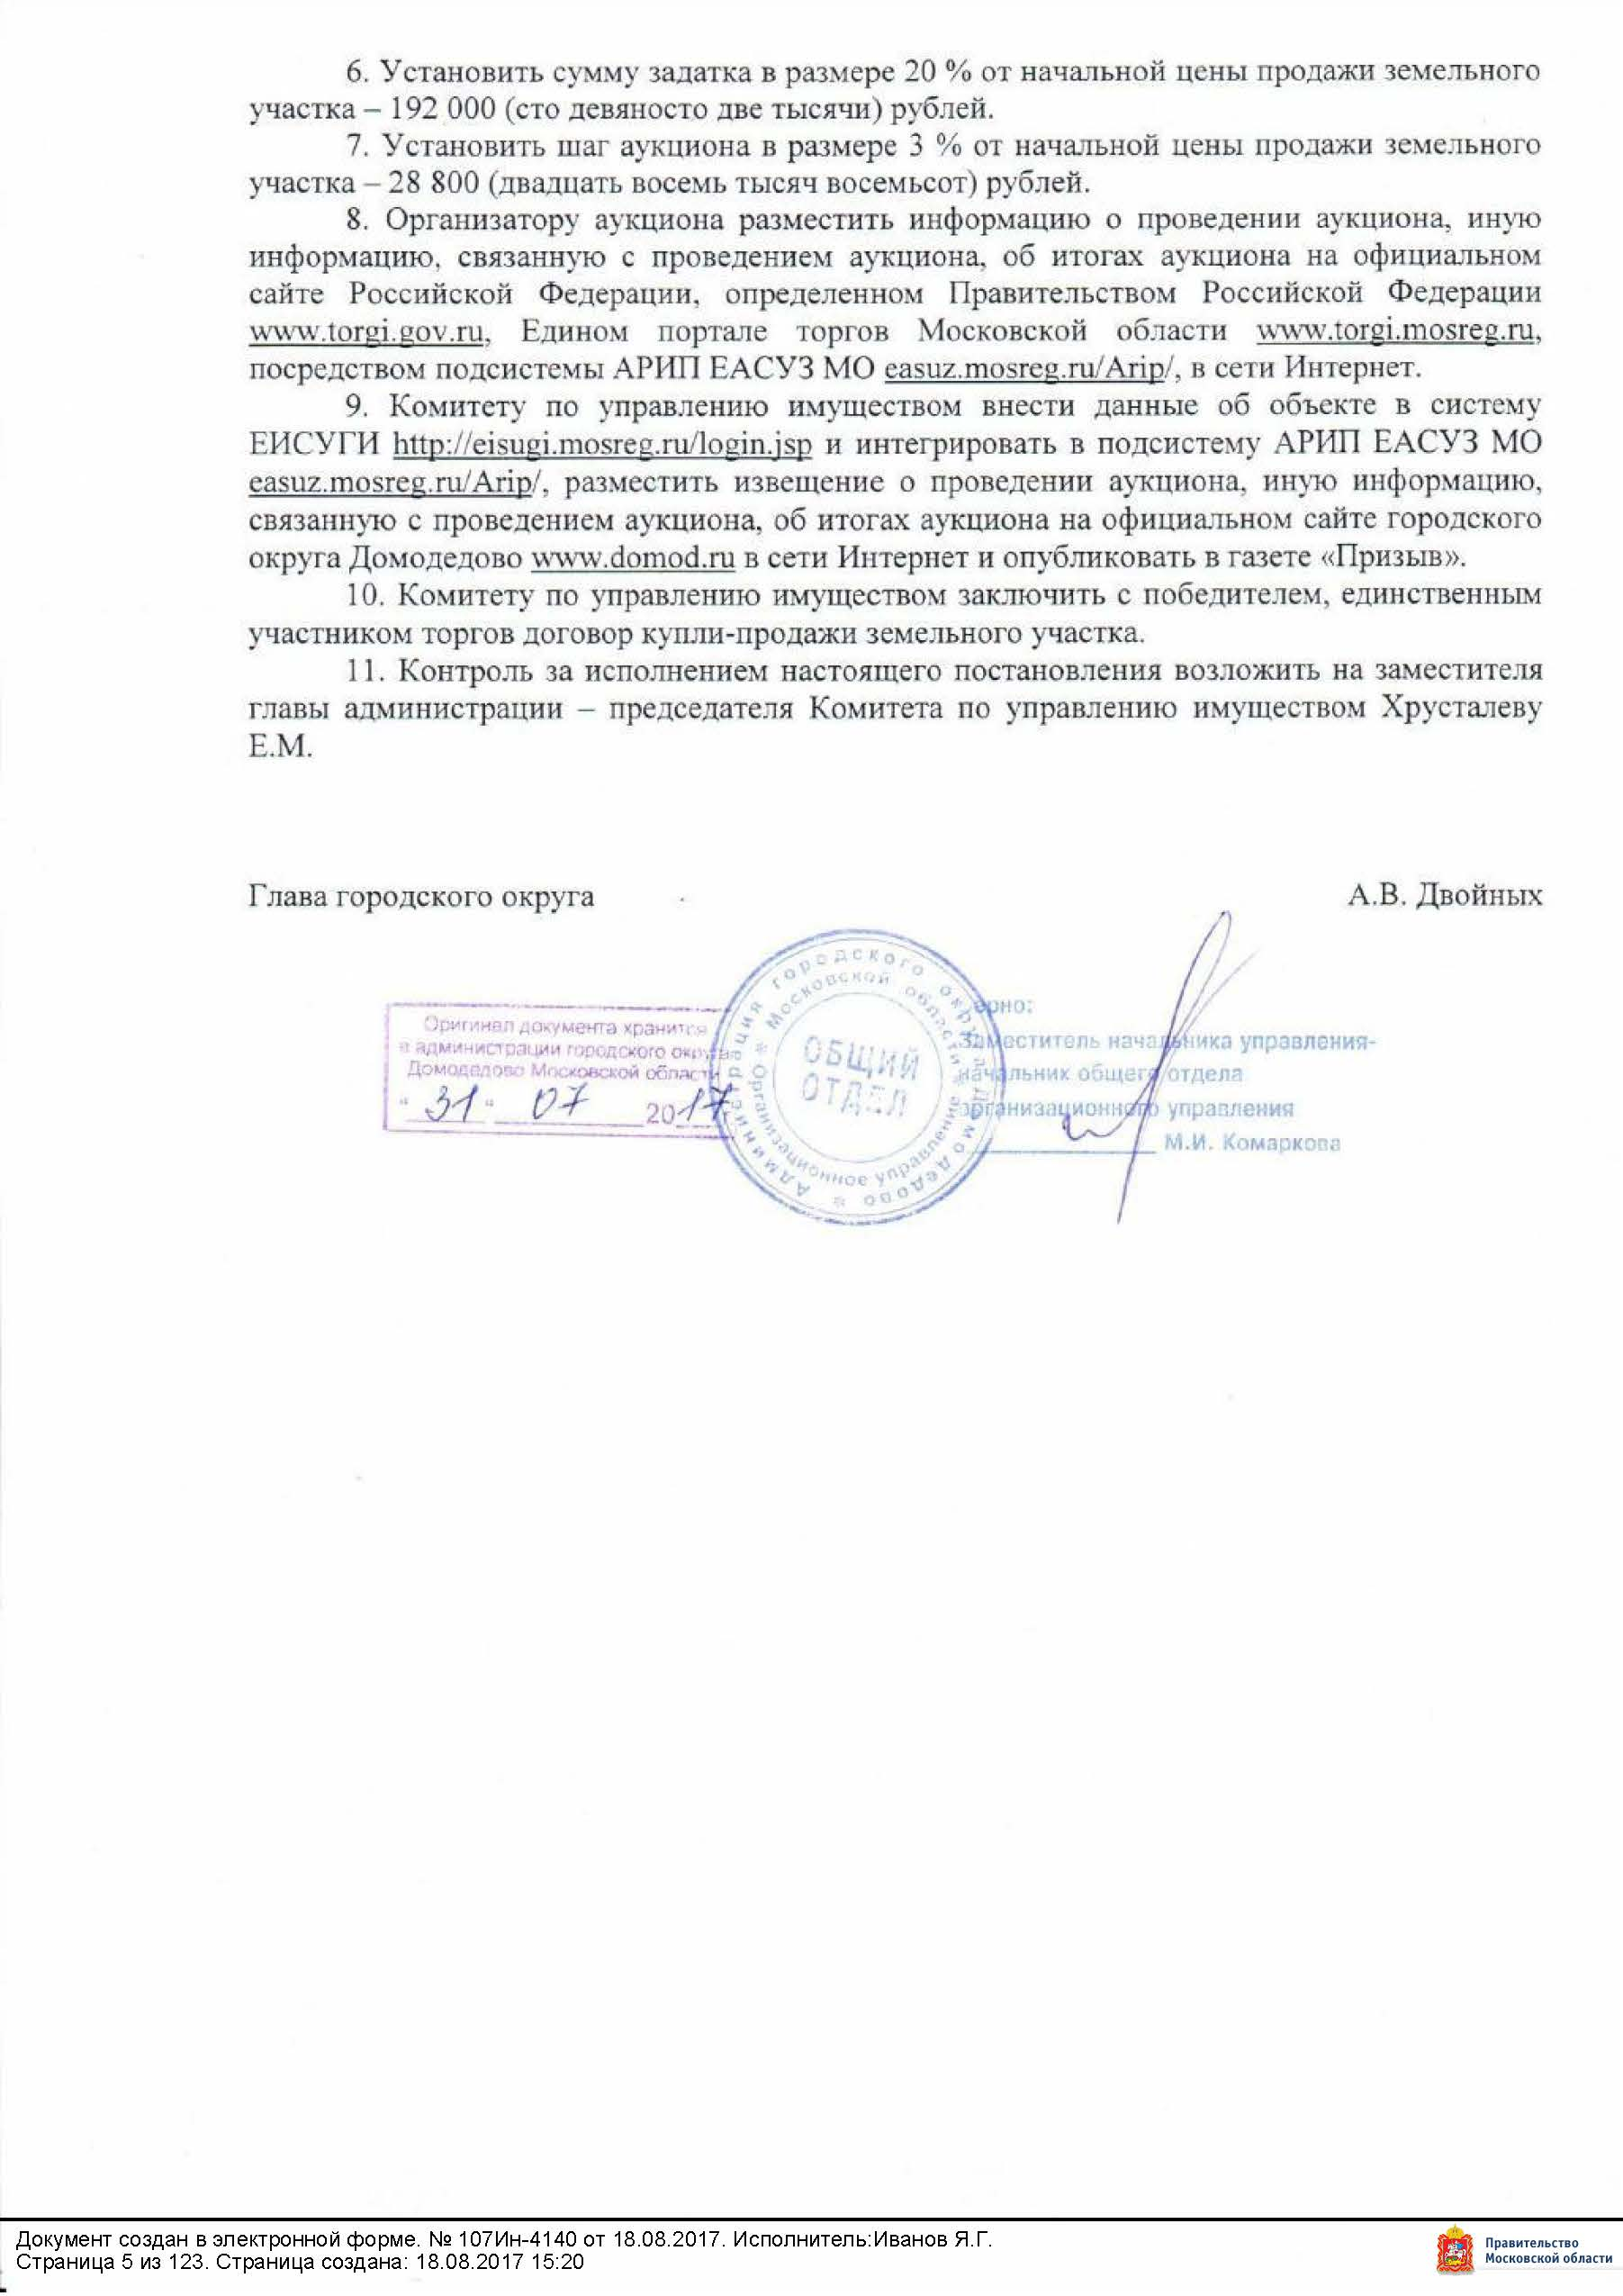 6. Установить сумму задатка в размере 20 % от начальной цены продажи земельного
участка – 192 000 (сто девяносто две тысячи) рублей.
7. Установить шаг аукциона в размере 3 % от начальной цены продажи земельного
участка – 28 800 (двадцать восемь тысяч восемьсот) рублей.
8. Организатору аукциона разместить информацию о проведении аукциона, иную
информацию, связанную с проведением аукциона, об итогах аукциона на официальном
сайте Российской Федерации, определенном Правительством Российской Федерации
www.torgi.gov.ru, Едином портале торгов Московской области www.torgi.mosreg.ru,
посредством подсистемы АРИП ЕАСУЗ МО easuz.mosreg.ru/Arip/, в сети Интернет.
9. Комитету по управлению имуществом внести данные об объекте в систему
ЕИСУГИ http://eisugi.mosreg.ru/login.jsp и интегрировать в подсистему АРИП ЕАСУЗ МО
easuz.mosreg.ru/Arip/, разместить извещение о проведении аукциона, иную информацию,
связанную с проведением аукциона, об итогах аукциона на официальном сайте городского
округа Домодедово www.domod.ru в сети Интернет и опубликовать в газете «Призыв».
10. Комитету по управлению имуществом заключить с победителем, единственным
участником торгов договор купли-продажи земельного участка.
11. Контроль за исполнением настоящего постановления возложить на заместителя
главы администрации – председателя Комитета по управлению имуществом Хрусталеву
Е.М.
Глава городского округа
А.В. Двойных
Оригинал документа хранится
в администрации городского округа
Домодедово Московской области
" 31 " 07 2017
Администрация городского округа Домодедово
Московской области * Организационное управление *
ОБЩИЙ
ОТДЕЛ
ерно:
Заместитель начальника управления-
начальник общего отдела
организационного управления
М.И. Комаркова
Документ создан в электронной форме. № 107Ин-4140 от 18.08.2017. Исполнитель:Иванов Я.Г.
Страница 5 из 123. Страница создана: 18.08.2017 15:20
Правительство
Московской области